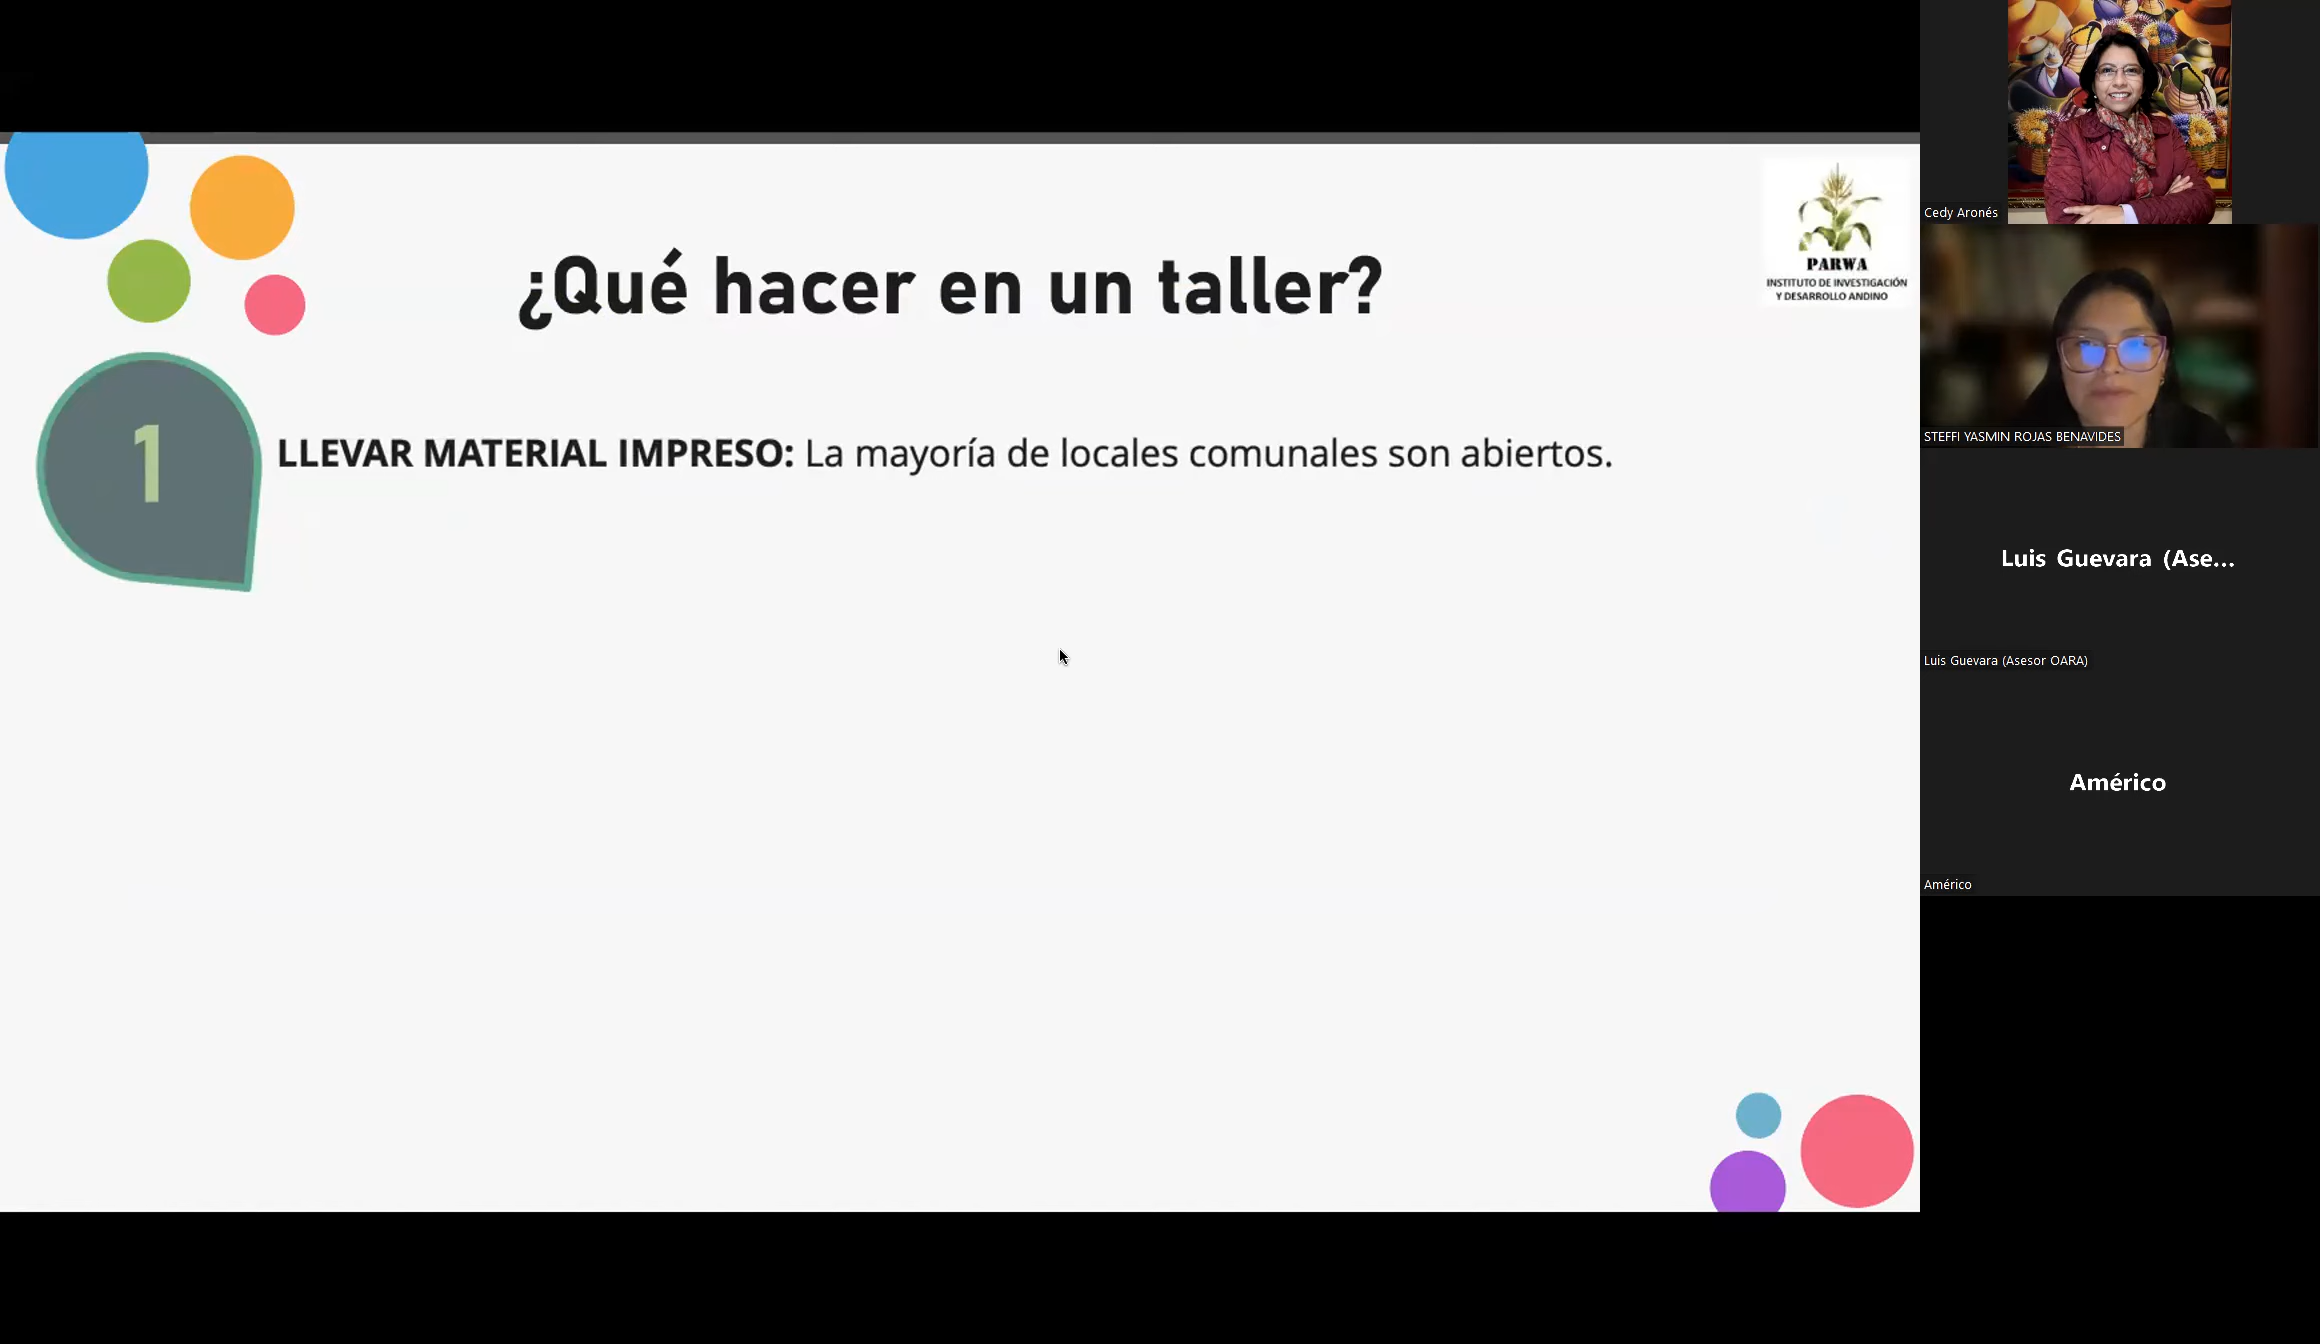 ¿Qué hacer en un taller?
PARWA
INSTITUTO DE INVESTIGACIÓN
Y DESARROLLO ANDINO
1
LLEVAR MATERIAL IMPRESO: La mayoría de locales comunales son abiertos.
Cedy Aronés
STEFFI YASMIN ROJAS BENAVIDES
Luis Guevara (Ase...
Luis Guevara (Asesor OARA)
Américo
Américo